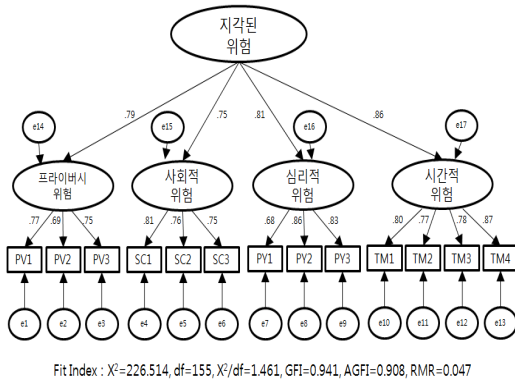 지각된
위험
.79
.75
.81
.86
e14
e15
e16
e17
프라이버시
위험
사회적
위험
심리적
위험
시간적
위험
.77 .69 .75
.81 .76 .75
.68 .86 .83
.80 .77 .78 .87
PV1 PV2 PV3 SC1 SC2 SC3 PY1 PY2 PY3 TM1 TM2 TM3 TM4
e1 e2 e3 e4 e5 e6 e7 e8 e9 e10 e11 e12 e13
Fit Index : X²=226.514, df=155, X²/df=1.461, GFI=0.941, AGFI=0.908, RMR=0.047